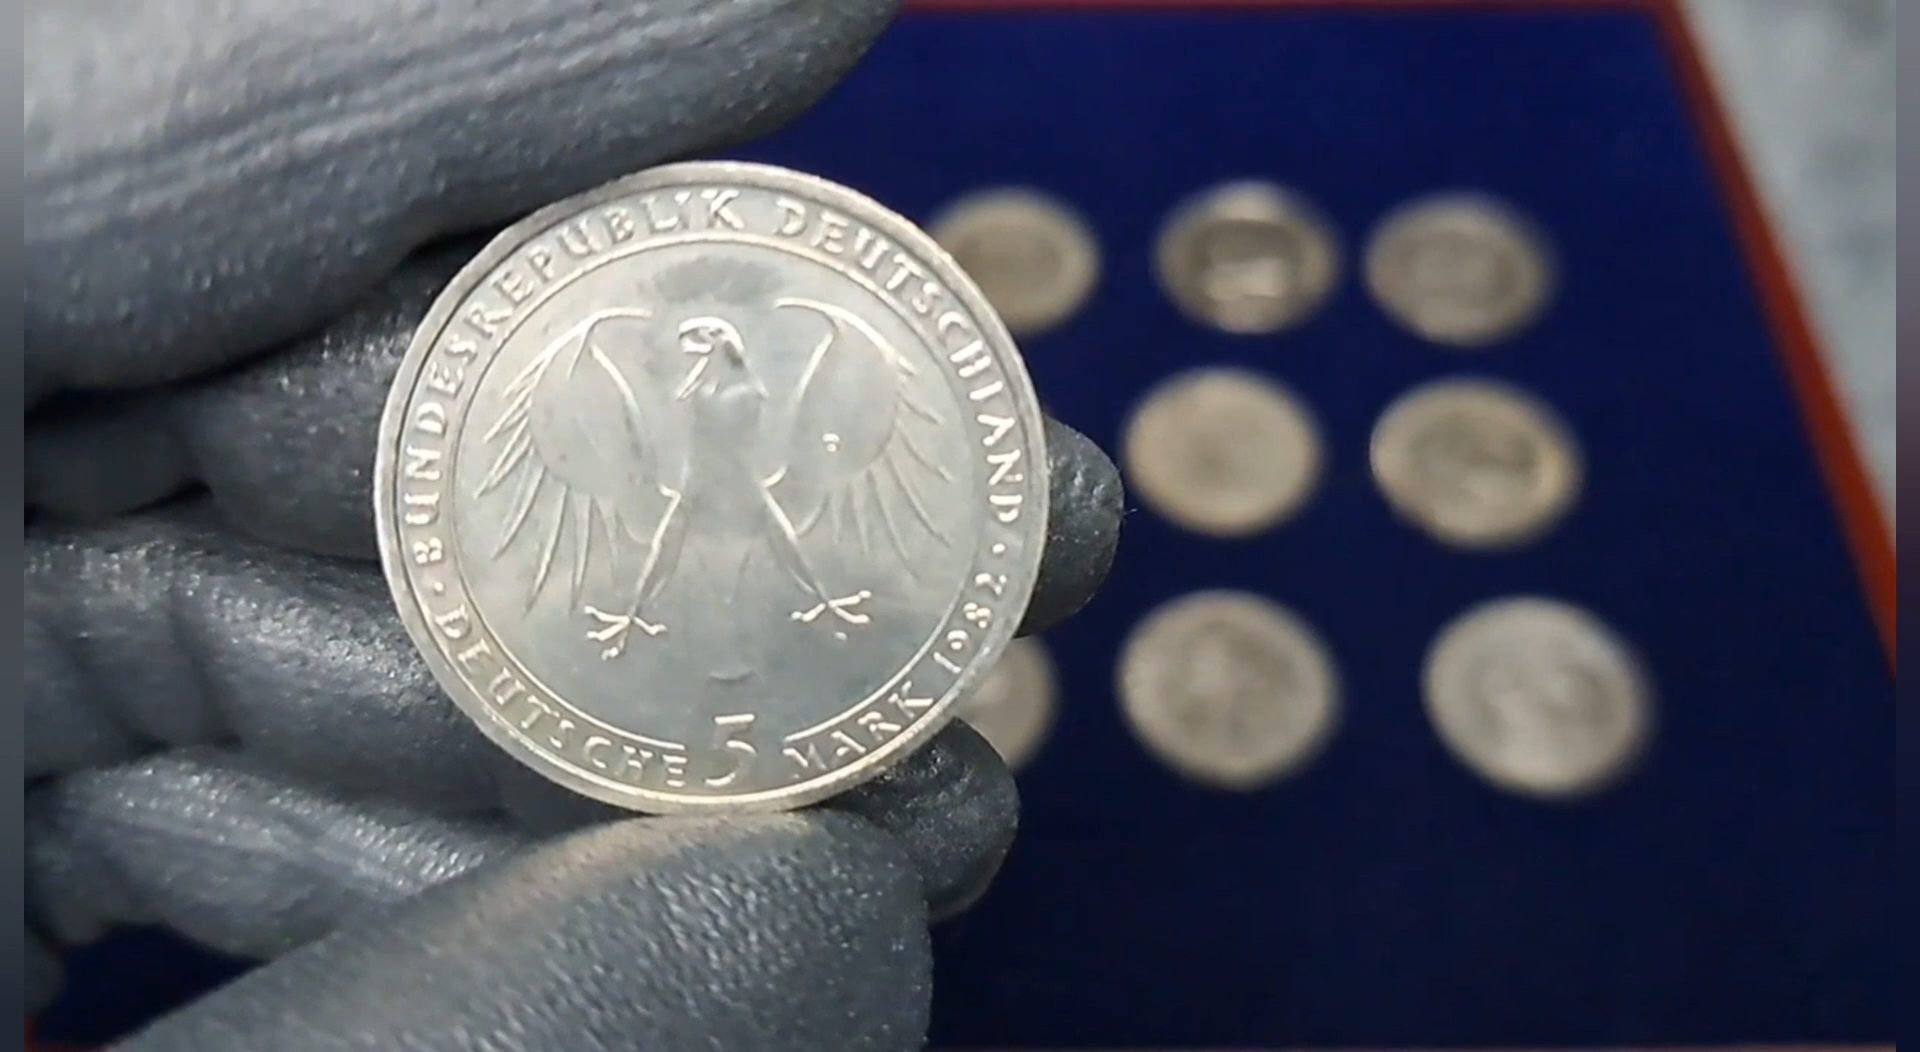 BUNDESREPUBLIK DEUTSCHLAND ·
· DEUTSCHE 5 MARK 1982
D